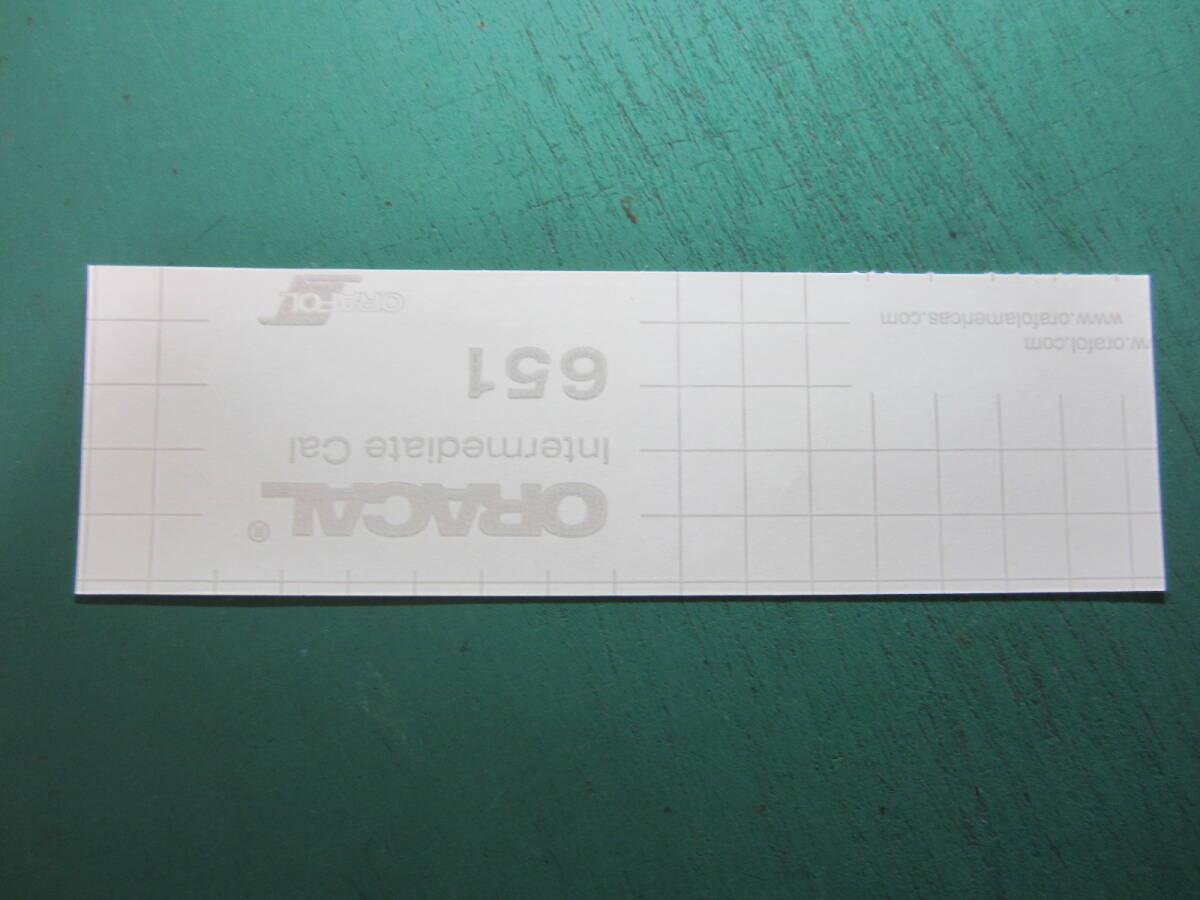 ORACAL®
Intermediate Cal
651
ORAFOL
www.orafol.com
www.orafolamericas.com